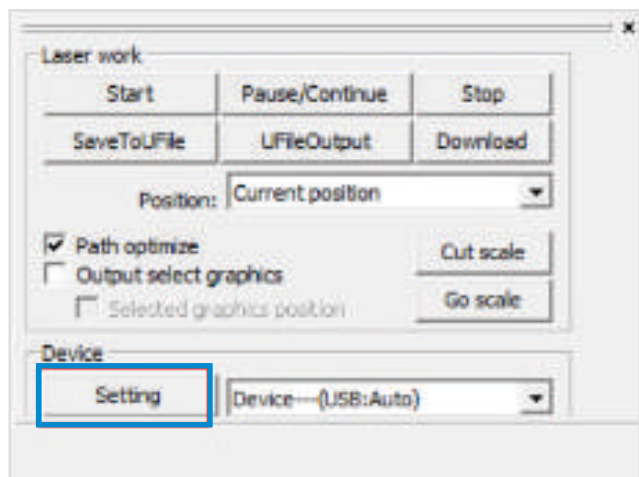 Laser work
Start Pause/Continue Stop
SaveToUFile UFileOutput Download
Position: Current position
Path optimize Cut scale
Output select graphics
Selected graphics position Go scale
Device
Setting Device---(USB:Auto)